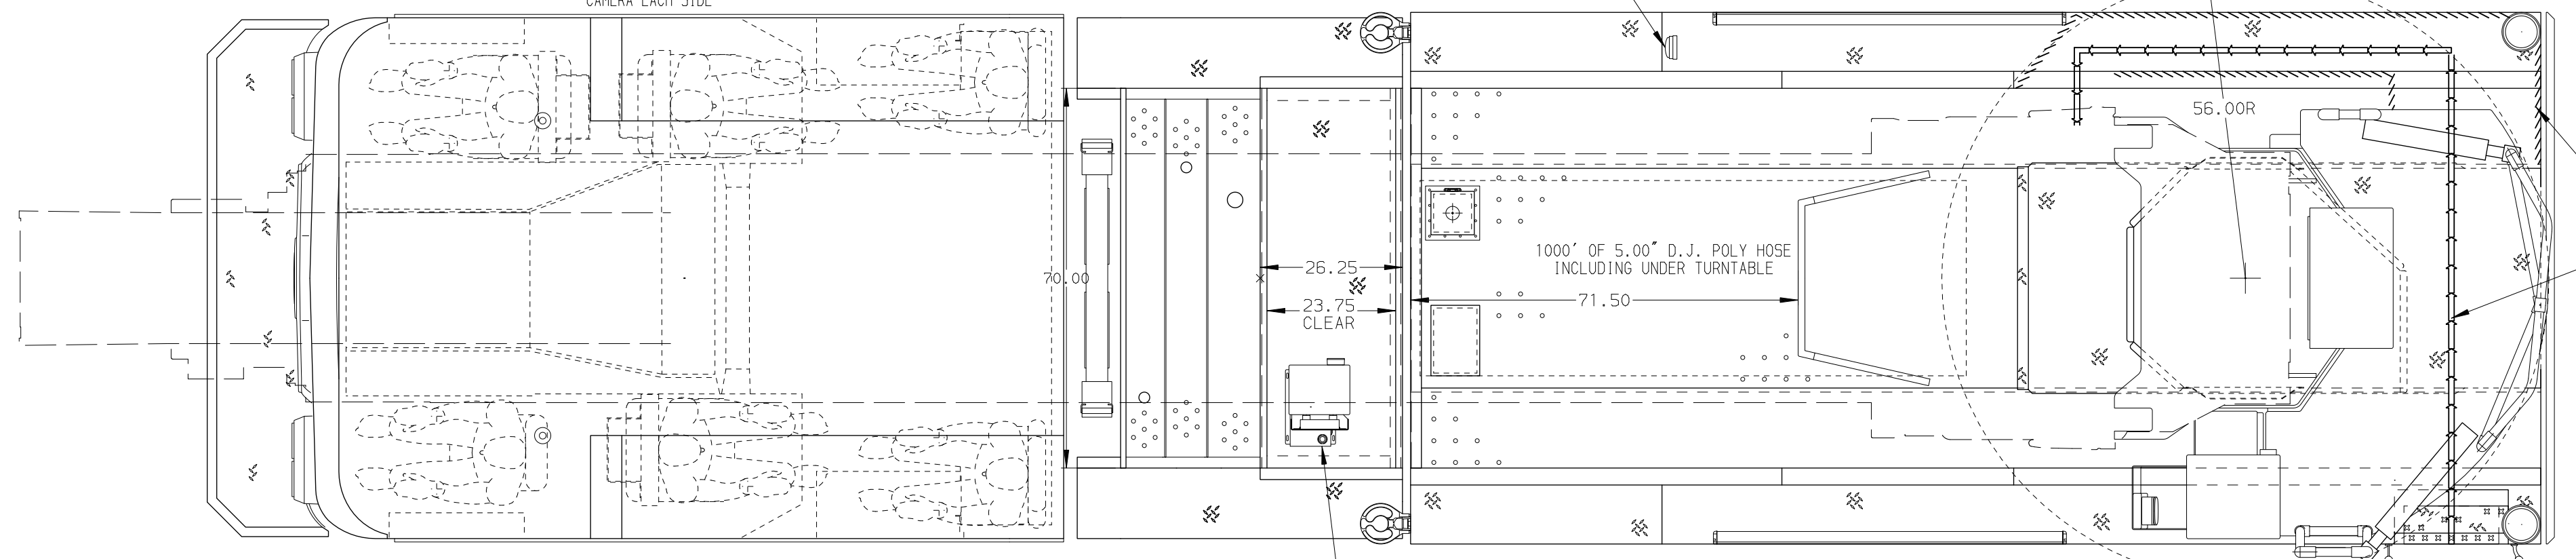 CAMERA EACH SIDE
56.00R
1000' OF 5.00" D.J. POLY HOSE
INCLUDING UNDER TURNTABLE
26.25
70.00
71.50
23.75
CLEAR